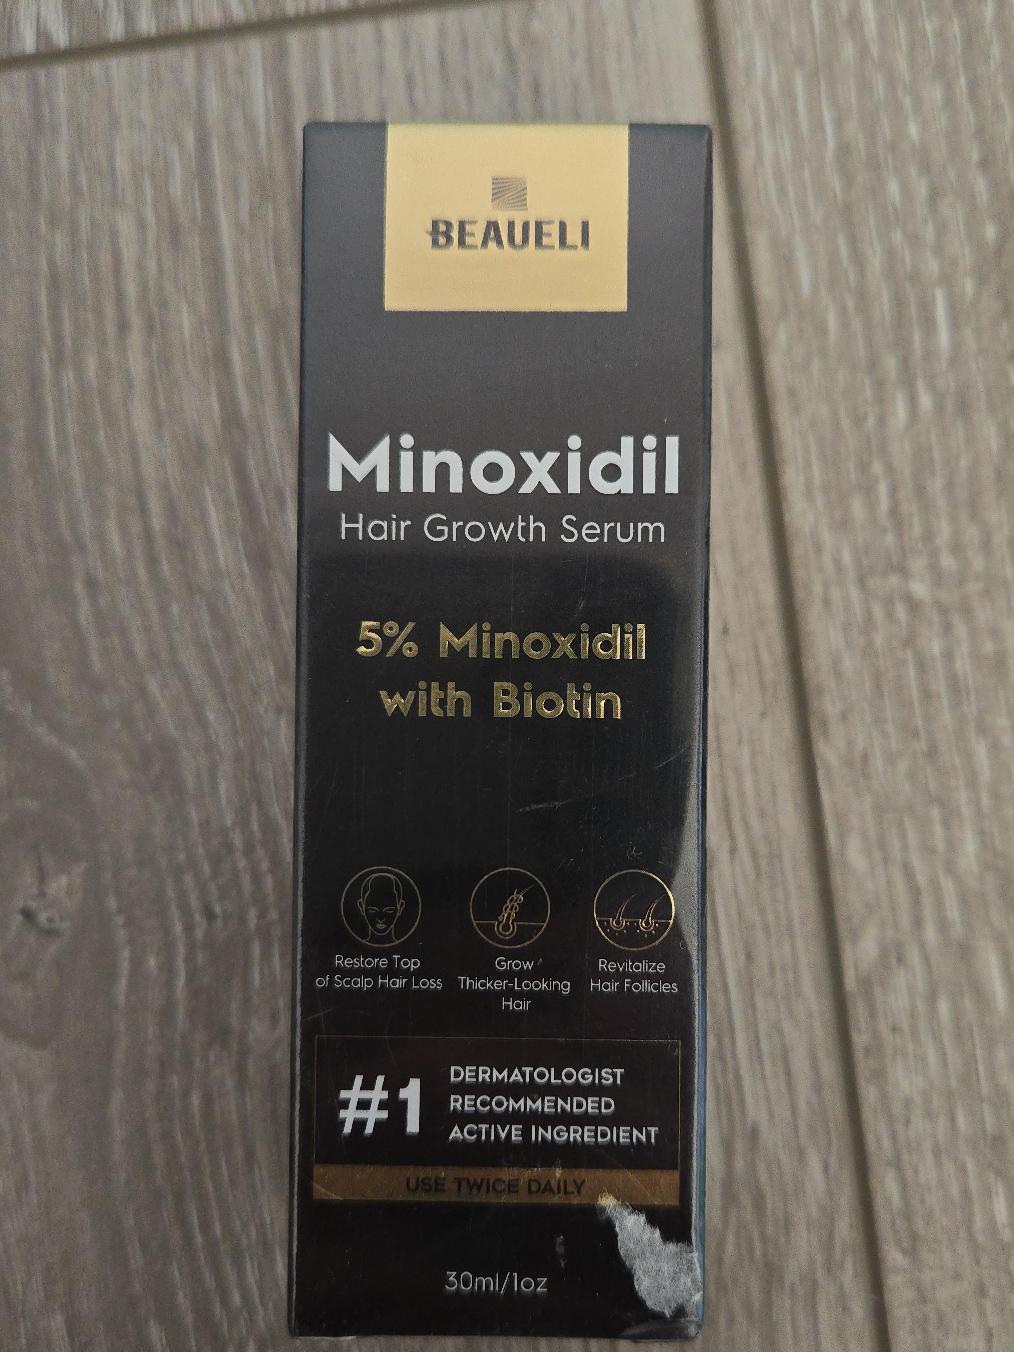 BEAUELI
Minoxidil
Hair Growth Serum
5% Minoxidil
with Biotin
Restore Top
of Scalp Hair Loss
Grow
Thicker-Looking
Hair
Revitalize
Hair Follicles
#1
DERMATOLOGIST
RECOMMENDED
ACTIVE INGREDIENT
USE TWICE DAILY
30ml/1oz